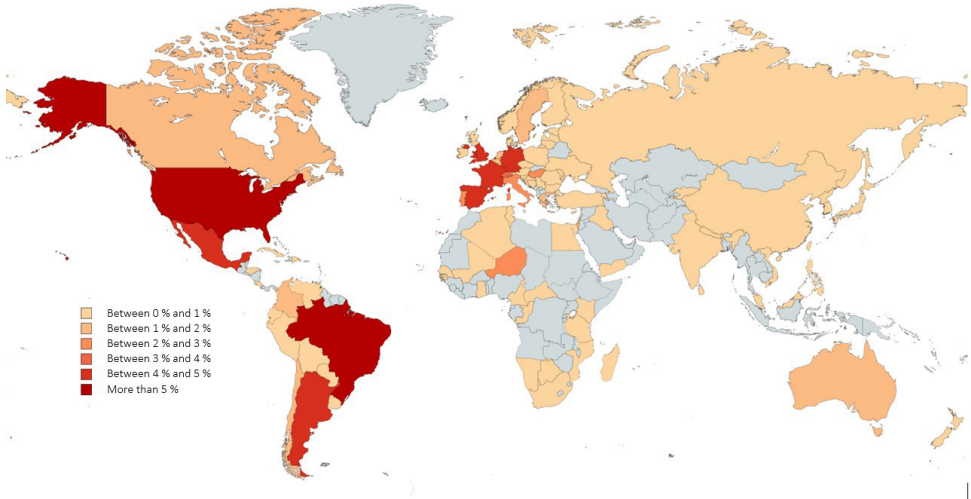 Between 0 % and 1 %
Between 1 % and 2 %
Between 2 % and 3 %
Between 3 % and 4 %
Between 4 % and 5 %
More than 5 %